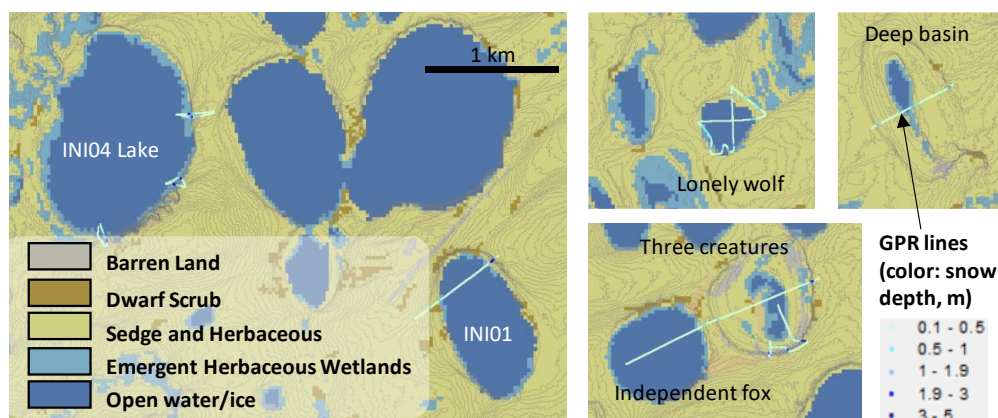 1 km
INI04 Lake
INI01
Barren Land
Dwarf Scrub
Sedge and Herbaceous
Emergent Herbaceous Wetlands
Open water/ice
Lonely wolf
Deep basin
Three creatures
Independent fox
GPR lines
(color: snow
depth, m)
0.1 - 0.5
0.5 - 1
1 - 1.9
1.9 - 3
3 - 5